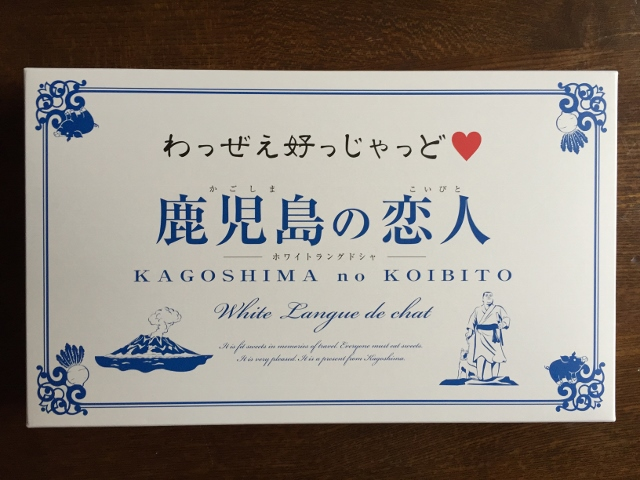 わっぜえ好っじゃっど♥
かごしま こいびと
鹿児島の恋人
ホワイトラングドシャ
KAGOSHIMA no KOIBITO
White Langue de chat
It is fit sweets in memories of travel. Everyone must eat sweets.
It is very pleased. It is a present from Kagoshima.